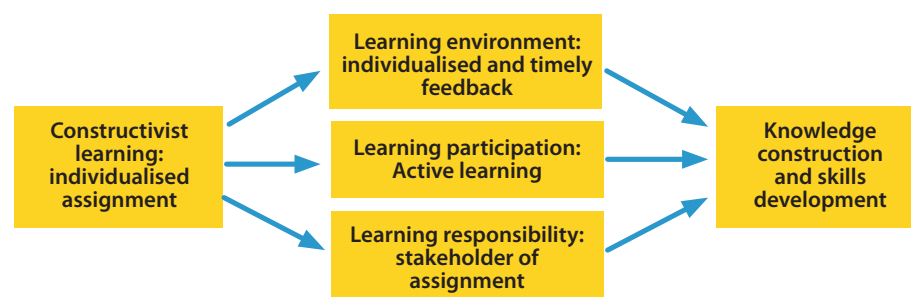 Constructivist
learning:
individualised
assignment
Learning environment:
individualised and timely
feedback
Learning participation:
Active learning
Learning responsibility:
stakeholder of
assignment
Knowledge
construction
and skills
development